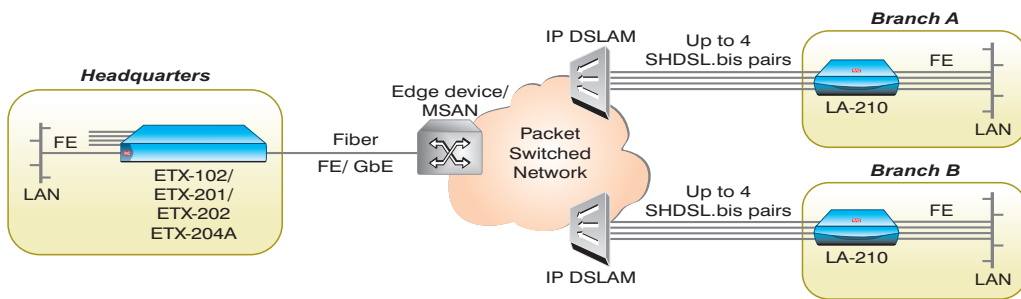 Headquarters
FE
LAN
ETX-102/
ETX-201/
ETX-202
ETX-204A
Fiber
FE/ GbE
Edge device/
MSAN
Packet
Switched
Network
IP DSLAM
Up to 4
SHDSL.bis pairs
Branch A
FE
LA-210
LAN
IP DSLAM
Up to 4
SHDSL.bis pairs
Branch B
FE
LA-210
LAN